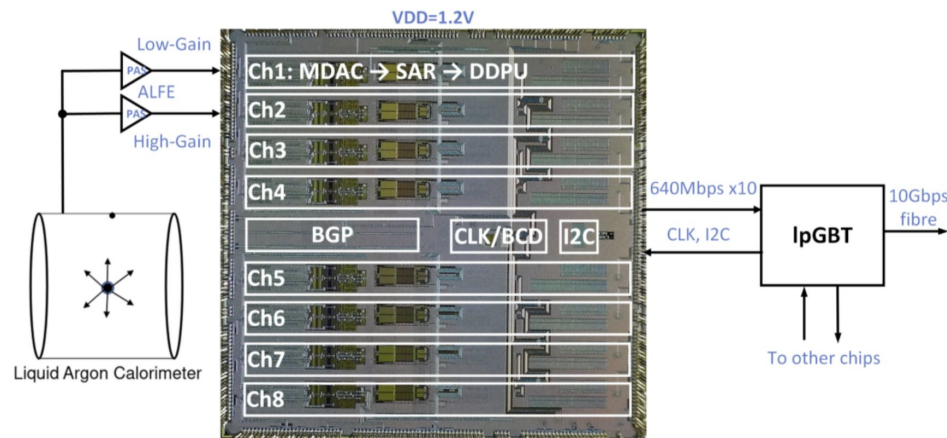 VDD=1.2V
Low-Gain
PAS
ALFE
PAS
High-Gain
Ch1: MDAC → SAR → DDPU
Ch2
Ch3
Ch4
BGP
CLK/BCD
I2C
Ch5
Ch6
Ch7
Ch8
640Mbps x10
CLK, I2C
lpGBT
10Gbps
fibre
To other chips
Liquid Argon Calorimeter